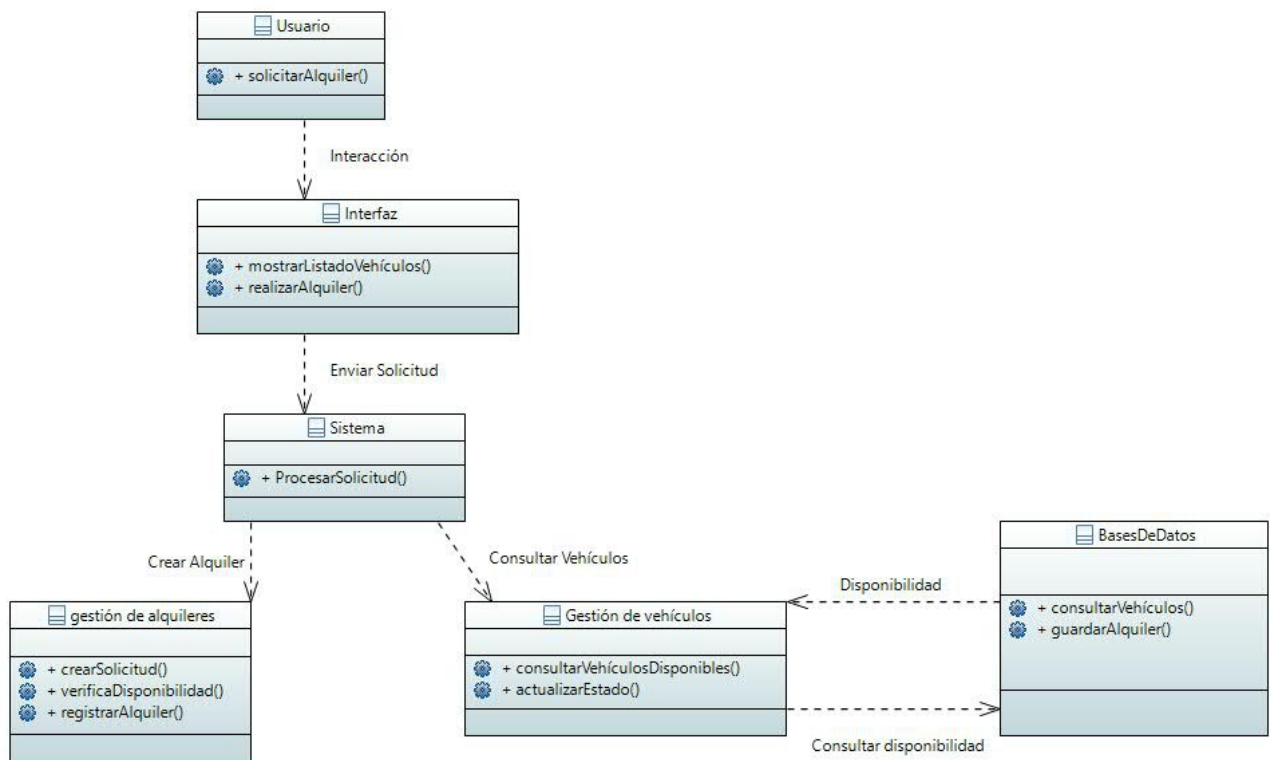 Usuario
+ solicitarAlquiler()
Interacción
Interfaz
+ mostrarListadoVehículos()
+ realizarAlquiler()
Enviar Solicitud
Sistema
+ ProcesarSolicitud()
Crear Alquiler
Consultar Vehículos
gestión de alquileres
+ crearSolicitud()
+ verificaDisponibilidad()
+ registrarAlquiler()
Gestión de vehículos
+ consultarVehículosDisponibles()
+ actualizarEstado()
Disponibilidad
BasesDeDatos
+ consultarVehículos()
+ guardarAlquiler()
Consultar disponibilidad